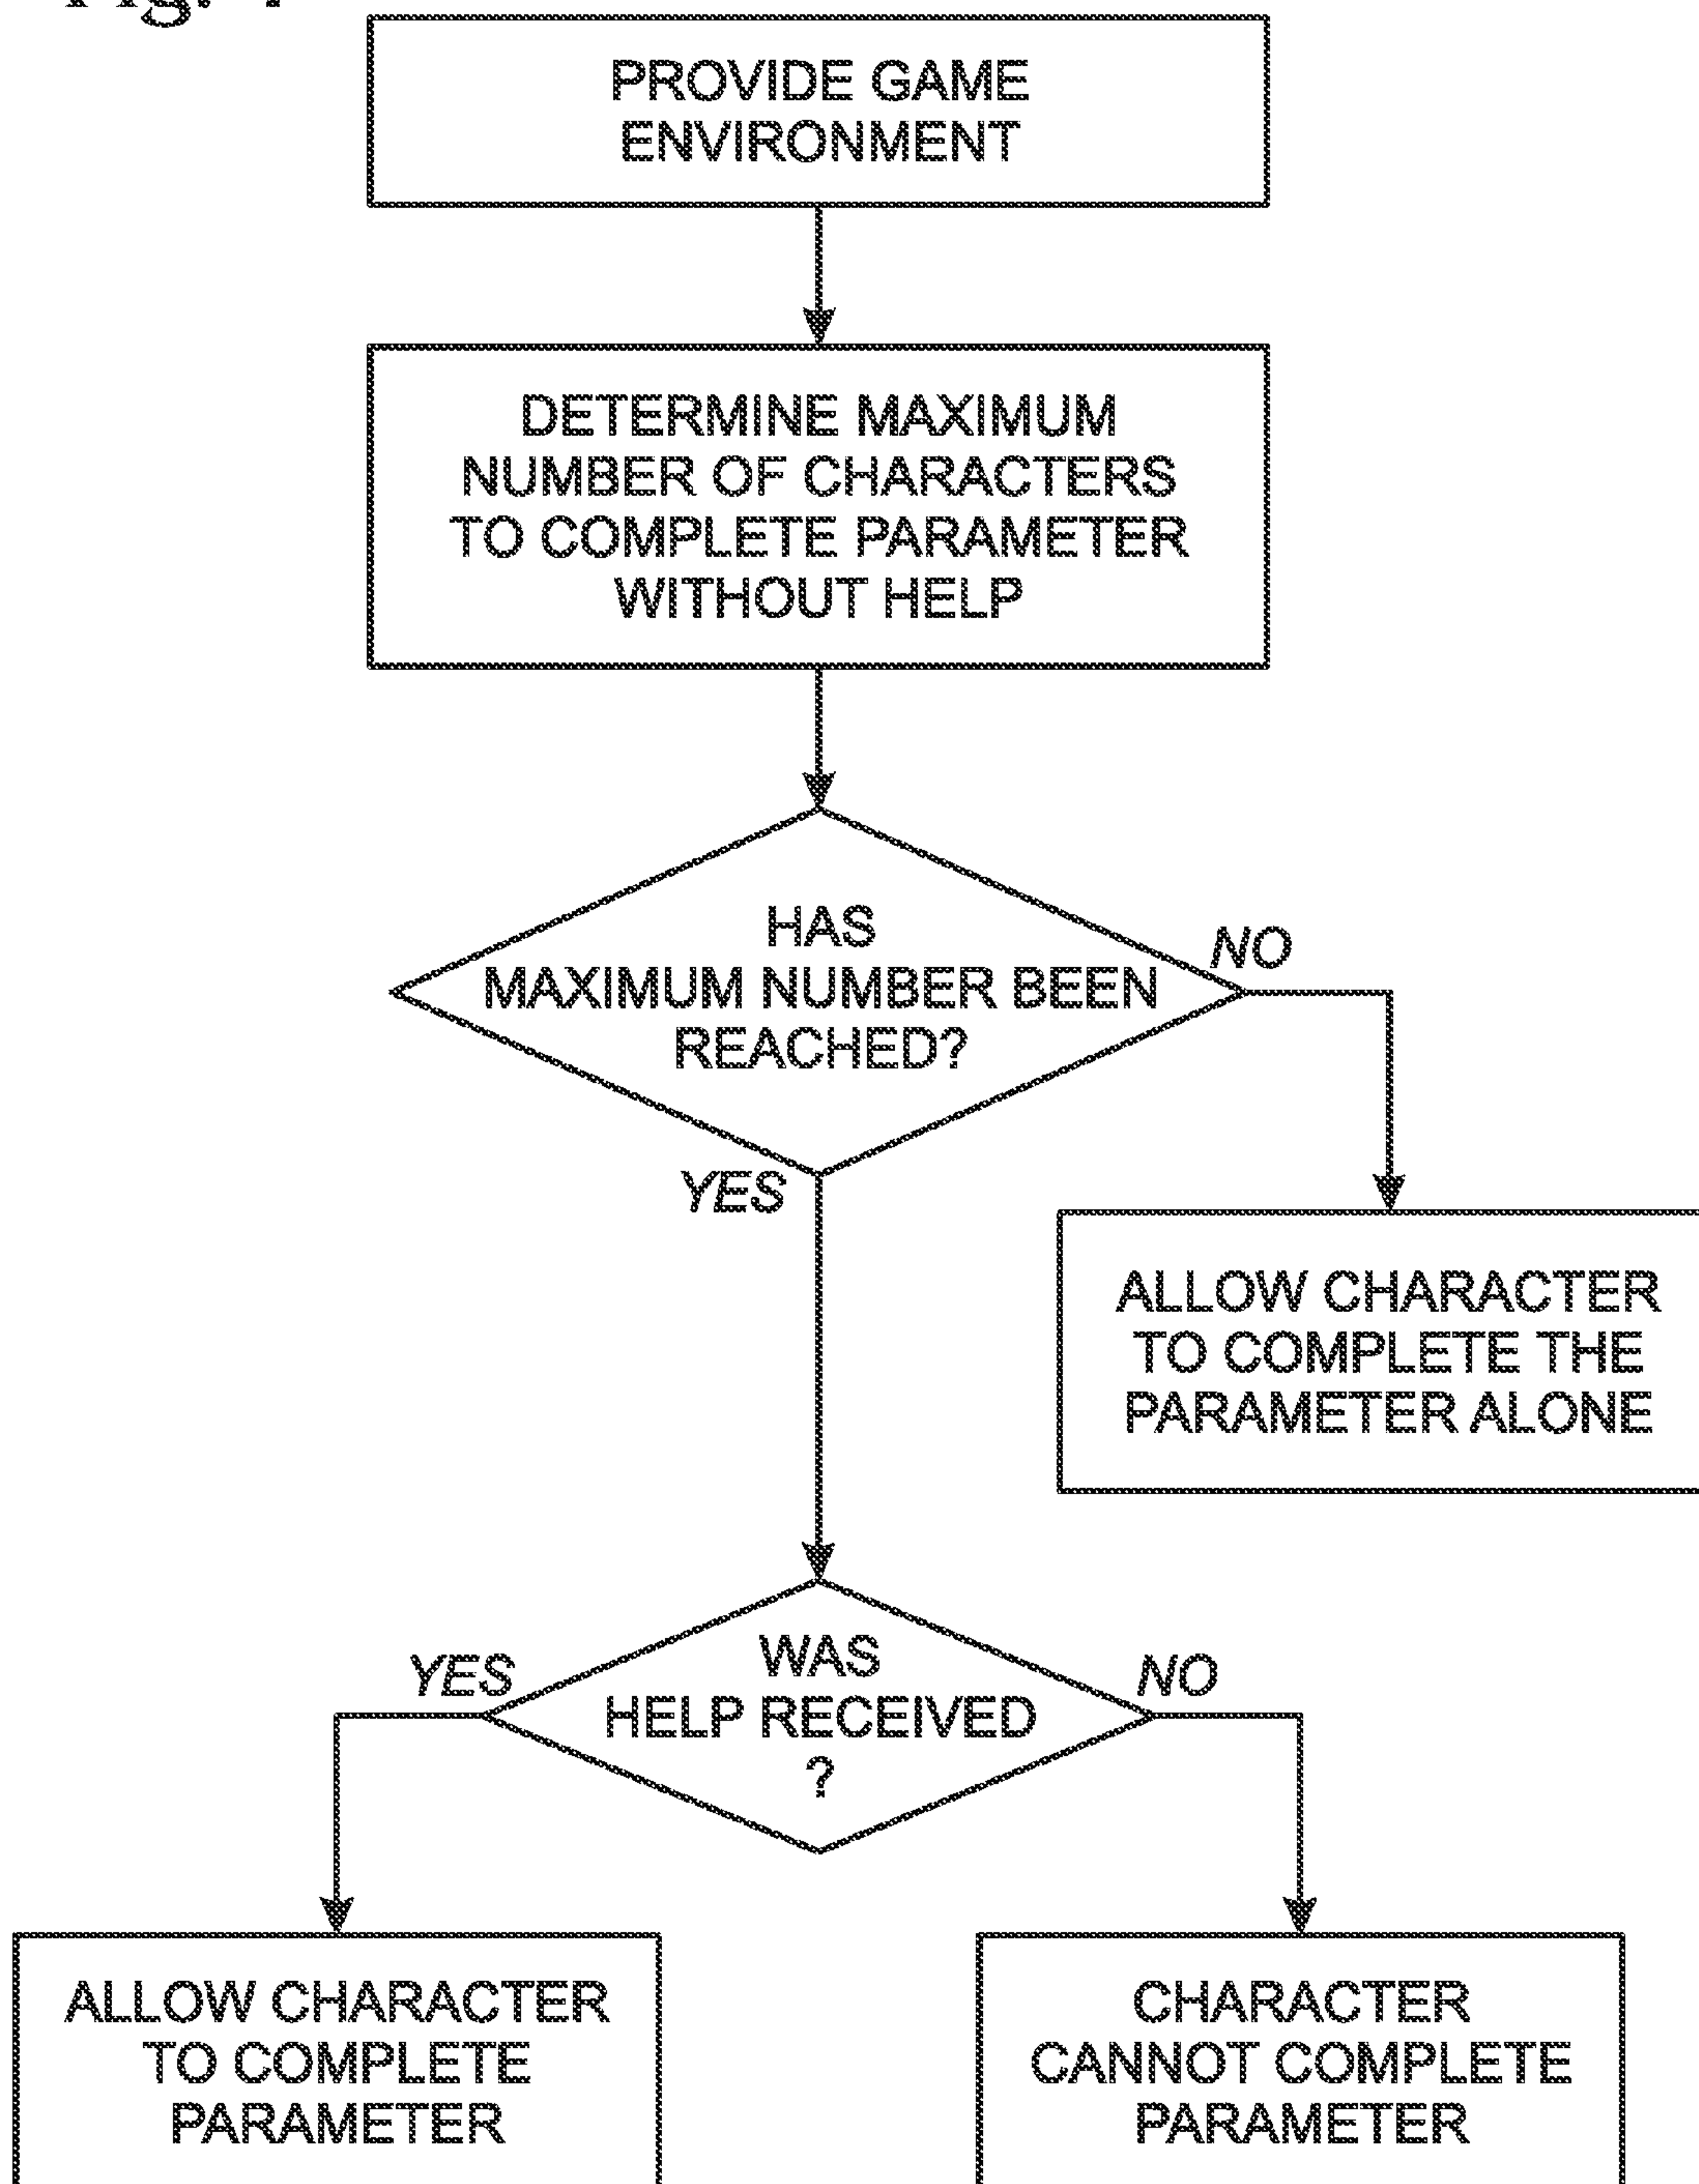 PROVIDE GAME
ENVIRONMENT
DETERMINE MAXIMUM
NUMBER OF CHARACTERS
TO COMPLETE PARAMETER
WITHOUT HELP
HAS
MAXIMUM NUMBER BEEN
REACHED?
NO
YES
ALLOW CHARACTER
TO COMPLETE THE
PARAMETER ALONE
YES
WAS
HELP RECEIVED
?
NO
ALLOW CHARACTER
TO COMPLETE
PARAMETER
CHARACTER
CANNOT COMPLETE
PARAMETER